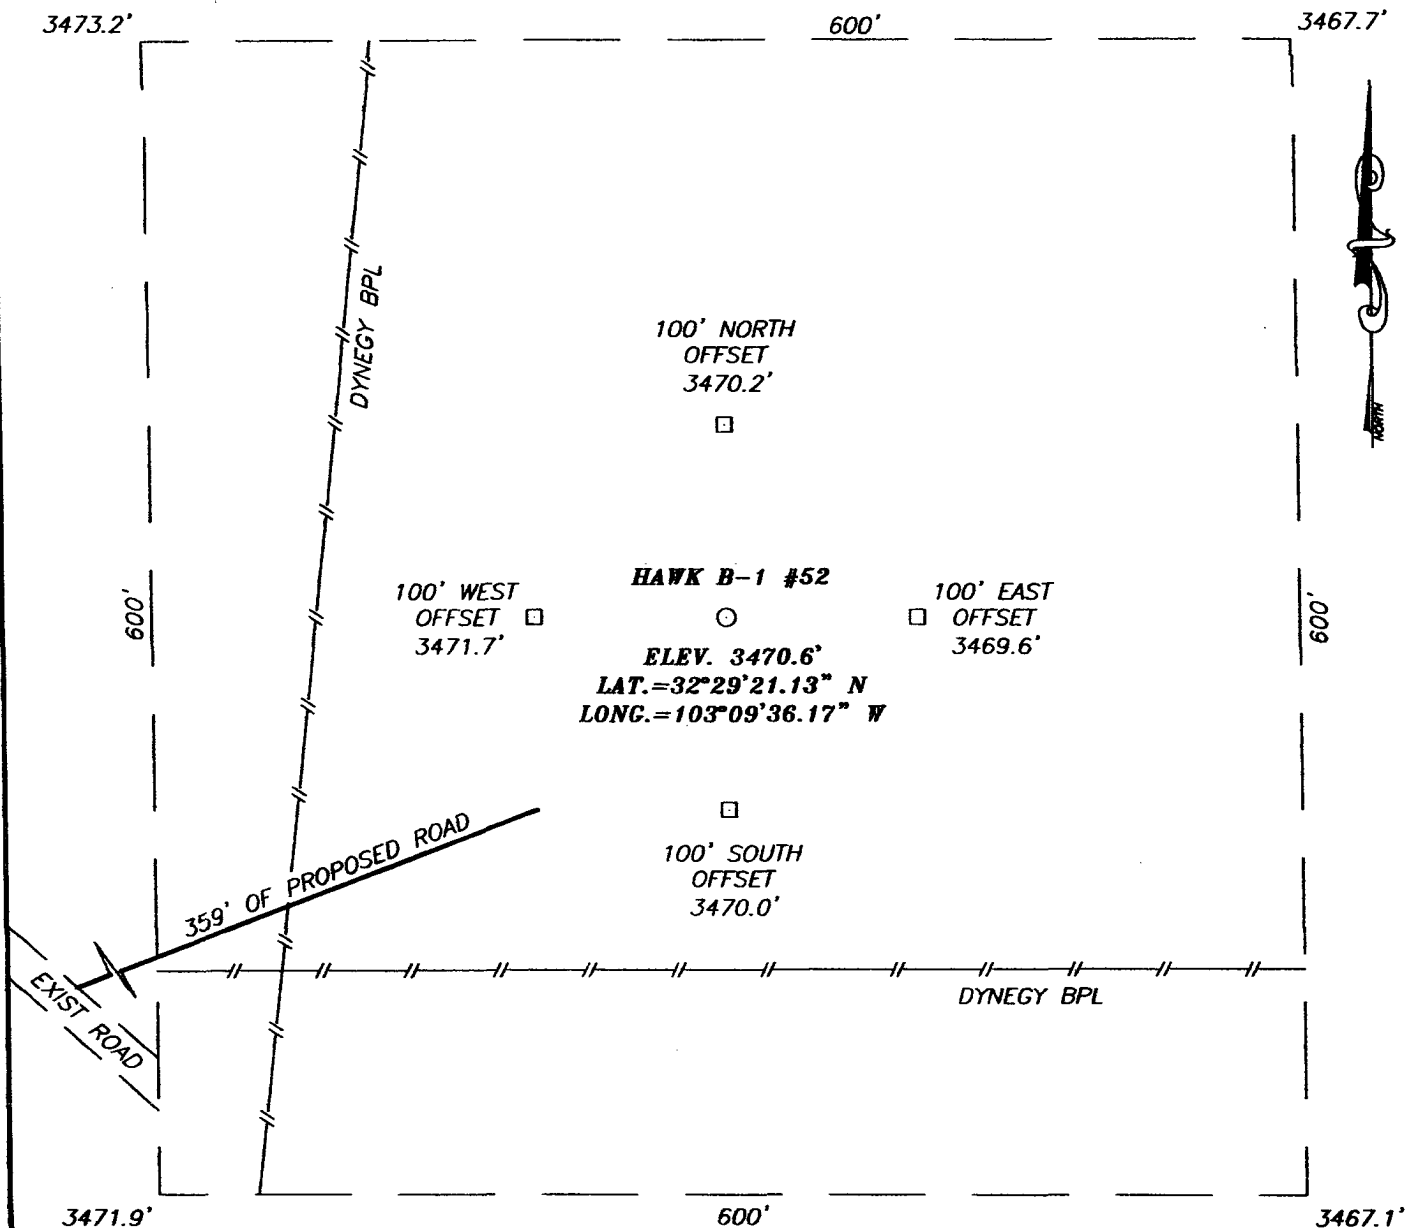 3473.2'
600'
3467.7'
NORTH
DYNEGY BPL
100' NORTH
OFFSET
3470.2'
600'
100' WEST
OFFSET
3471.7'
HAWK B-1 #52
ELEV. 3470.6'
LAT.=32°29'21.13" N
LONG.=103°09'36.17" W
100' EAST
OFFSET
3469.6'
600'
359' OF PROPOSED ROAD
100' SOUTH
OFFSET
3470.0'
EXIST ROAD
DYNEGY BPL
3471.9'
600'
3467.1'